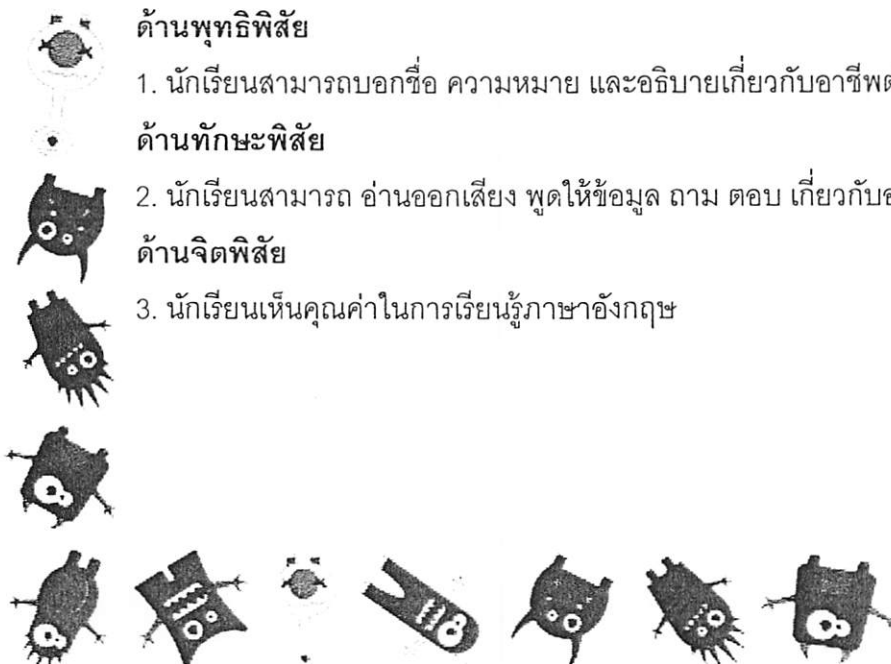 ด้านพุทธิพิสัย
1. นักเรียนสามารถบอกชื่อ ความหมาย และอธิบายเกี่ยวกับอาชีพ
ด้านทักษะพิสัย
2. นักเรียนสามารถ อ่านออกเสียง พูดให้ข้อมูล ถาม ตอบ เกี่ยวกับ
ด้านจิตพิสัย
3. นักเรียนเห็นคุณค่าในการเรียนรู้ภาษาอังกฤษ